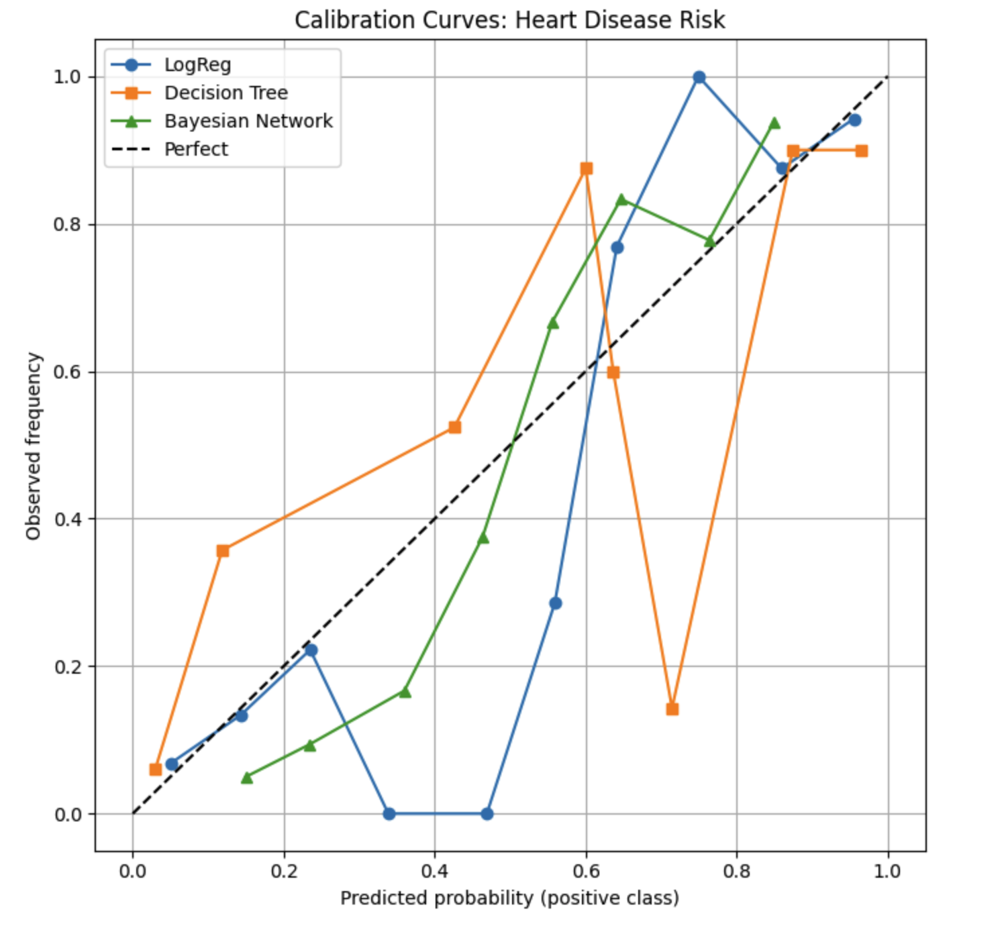 Calibration Curves: Heart Disease Risk
LogReg
Decision Tree
Bayesian Network
Perfect
1.0
0.8
0.6
0.4
0.2
0.0
Observed frequency
0.0 0.2 0.4 0.6 0.8 1.0
Predicted probability (positive class)